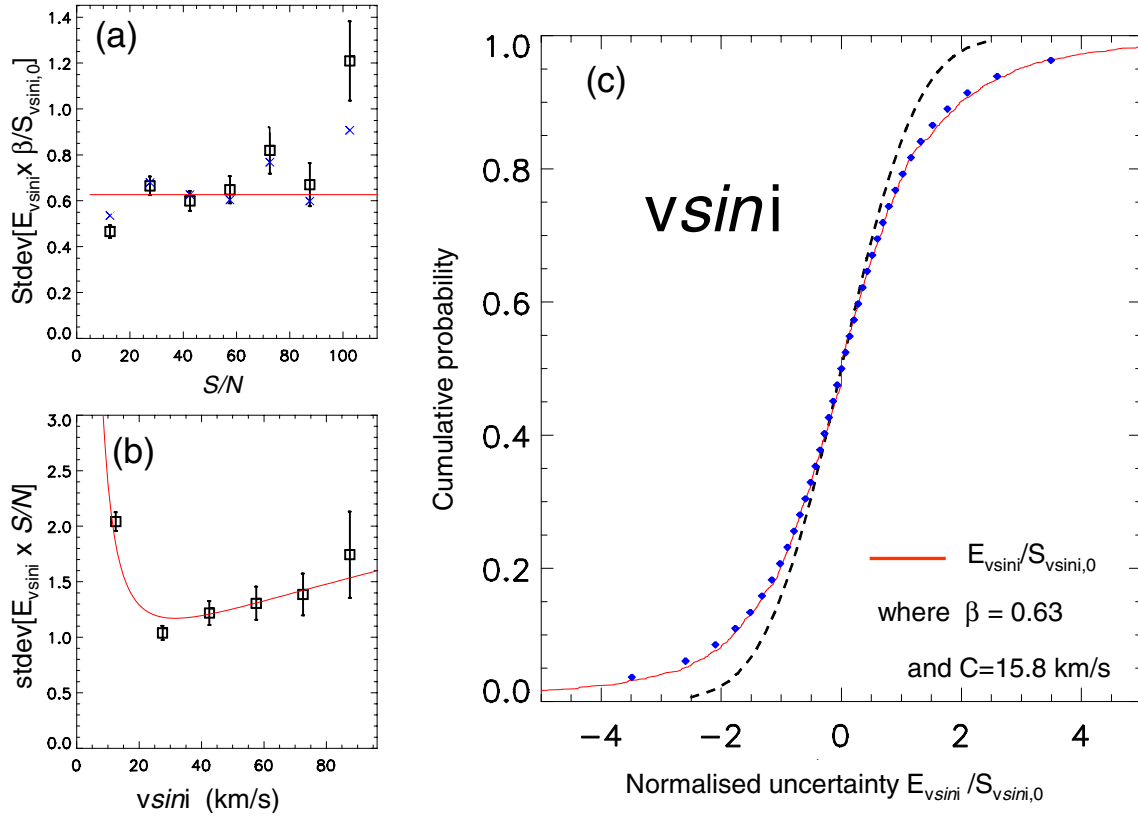 (a)
Stdev[E_vsini x β/S_vsini,0]
1.4
1.2
1.0
0.8
0.6
0.4
0.2
0.0
0 20 40 60 80 100
S/N
(b)
stdev[E_vsini x S/N]
3.0
2.5
2.0
1.5
1.0
0.5
0.0
0 20 40 60 80
vsini (km/s)
(c)
Cumulative probability
1.0
0.8
0.6
0.4
0.2
0.0
vsini
E_vsini/S_vsini,0
where β = 0.63
and C=15.8 km/s
−4 −2 0 2 4
Normalised uncertainty E_vsini /S_vsini,0